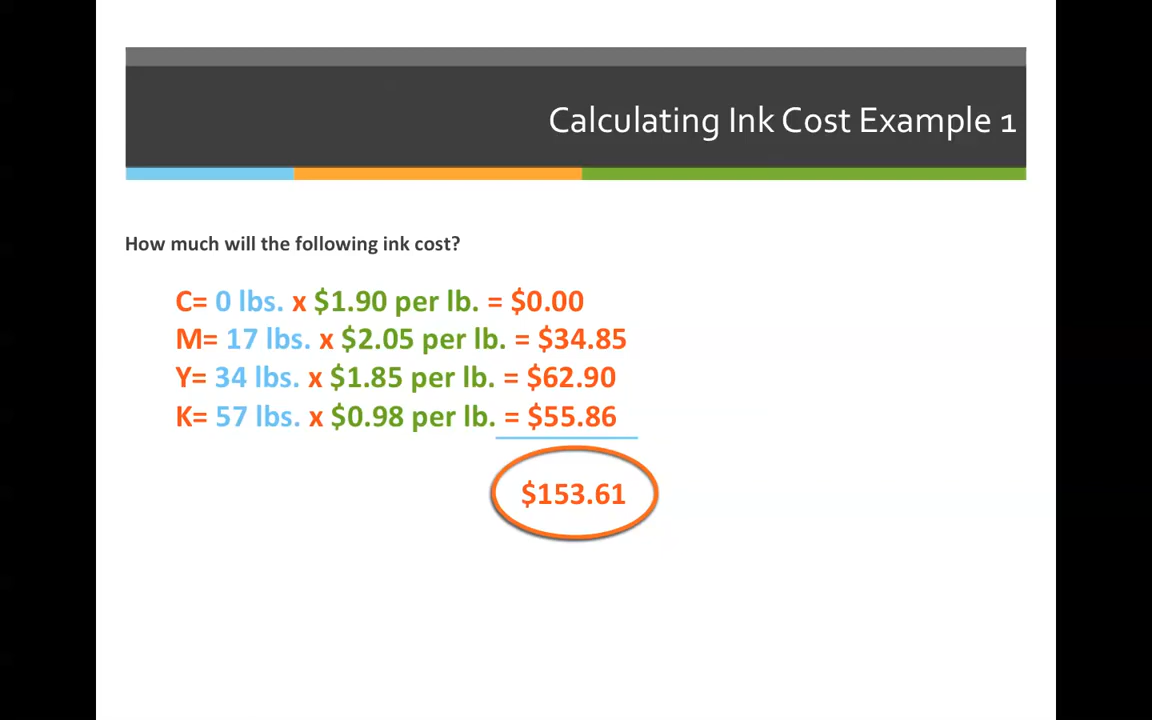 Calculating Ink Cost Example 1
How much will the following ink cost?
C= 0 lbs. x $1.90 per lb. = $0.00
M= 17 lbs. x $2.05 per lb. = $34.85
Y= 34 lbs. x $1.85 per lb. = $62.90
K= 57 lbs. x $0.98 per lb. = $55.86
$153.61